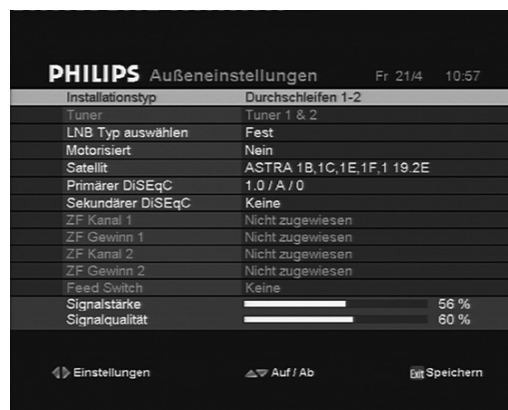 PHILIPS Außeneinstellungen Fr 21/4 10:57
Installationstyp Durchschleifen 1-2
Tuner Tuner 1 & 2
LNB Typ auswählen Fest
Motorisiert Nein
Satellit ASTRA 1B,1C,1E,1F,1 19.2E
Primärer DiSEqC 1.0 / A / 0
Sekundärer DiSEqC Keine
ZF Kanal 1 Nicht zugewiesen
ZF Gewinn 1 Nicht zugewiesen
ZF Kanal 2 Nicht zugewiesen
ZF Gewinn 2 Nicht zugewiesen
Feed Switch Keine
Signalstärke 56 %
Signalqualität 60 %
Einstellungen Auf / Ab Exit Speichern